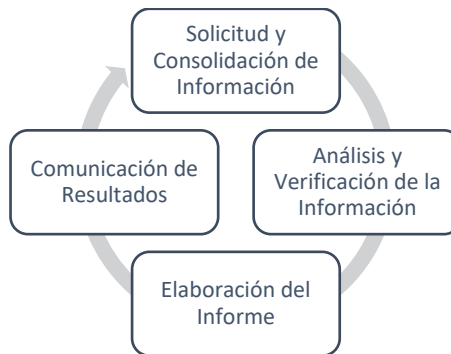 Solicitud y
Consolidación de
Información
Análisis y
Verificación de la
Información
Elaboración del
Informe
Comunicación de
Resultados